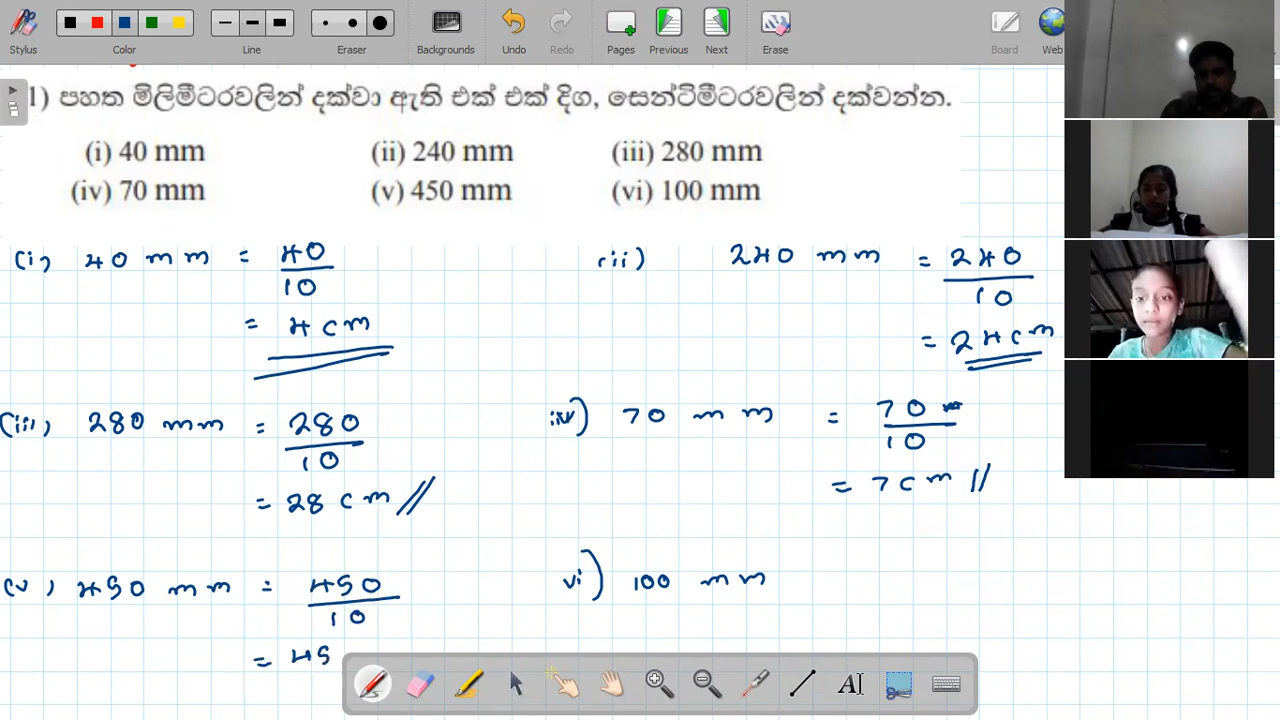 Stylus Color Line Eraser Backgrounds Undo Redo Pages Previous Next Erase Board Web
1) පහත මිලිමීටරවලින් දක්වා ඇති එක් එක් දිග, සෙන්ටිමීටරවලින් දක්වන්න.
(i) 40 mm (ii) 240 mm (iii) 280 mm
(iv) 70 mm (v) 450 mm (vi) 100 mm
(i) 40 mm = 40/10
= 4 cm
(ii) 240 mm = 240/10
= 24 cm
(iii) 280 mm = 280/10
= 28 cm //
iv) 70 mm = 70/10
= 7 cm //
(v) 450 mm = 450/10
= 45
vi) 100 mm